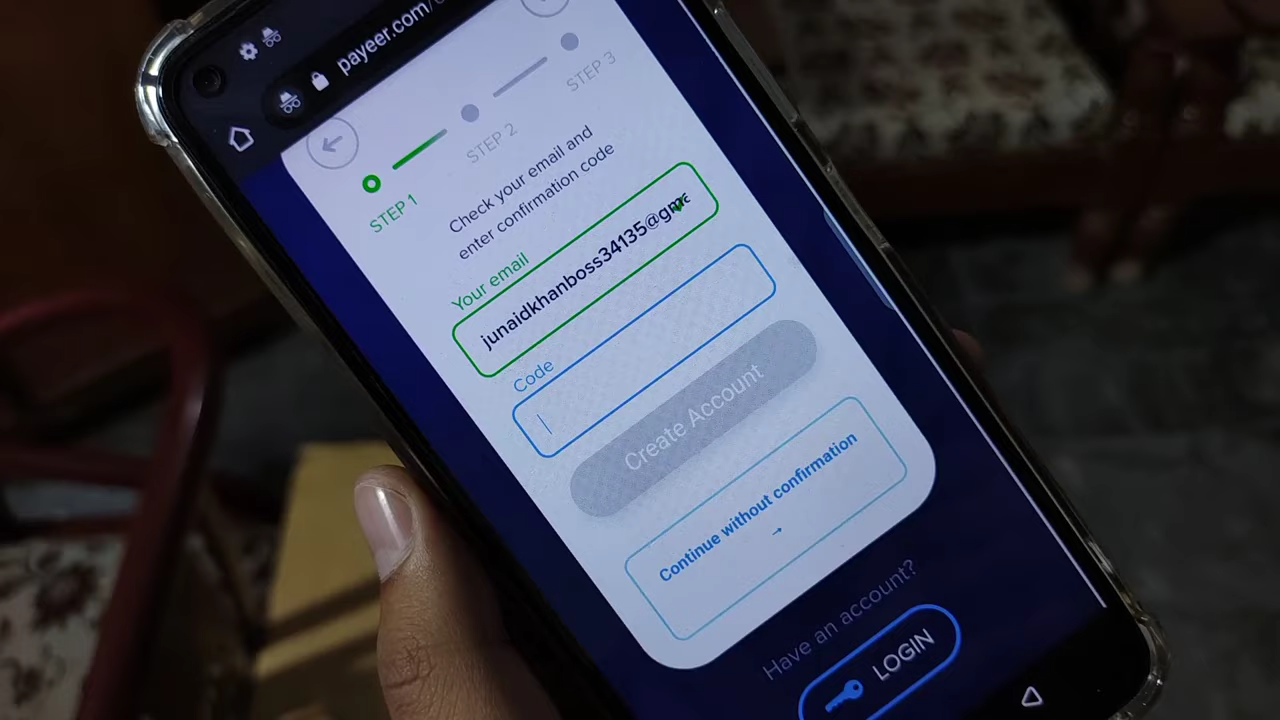 payeer.com/
STEP 1
STEP 2
STEP 3
Check your email and
enter confirmation code
Your email
junaidkhanboss34135@gma
Code
Create Account
Continue without confirmation
→
Have an account?
LOGIN